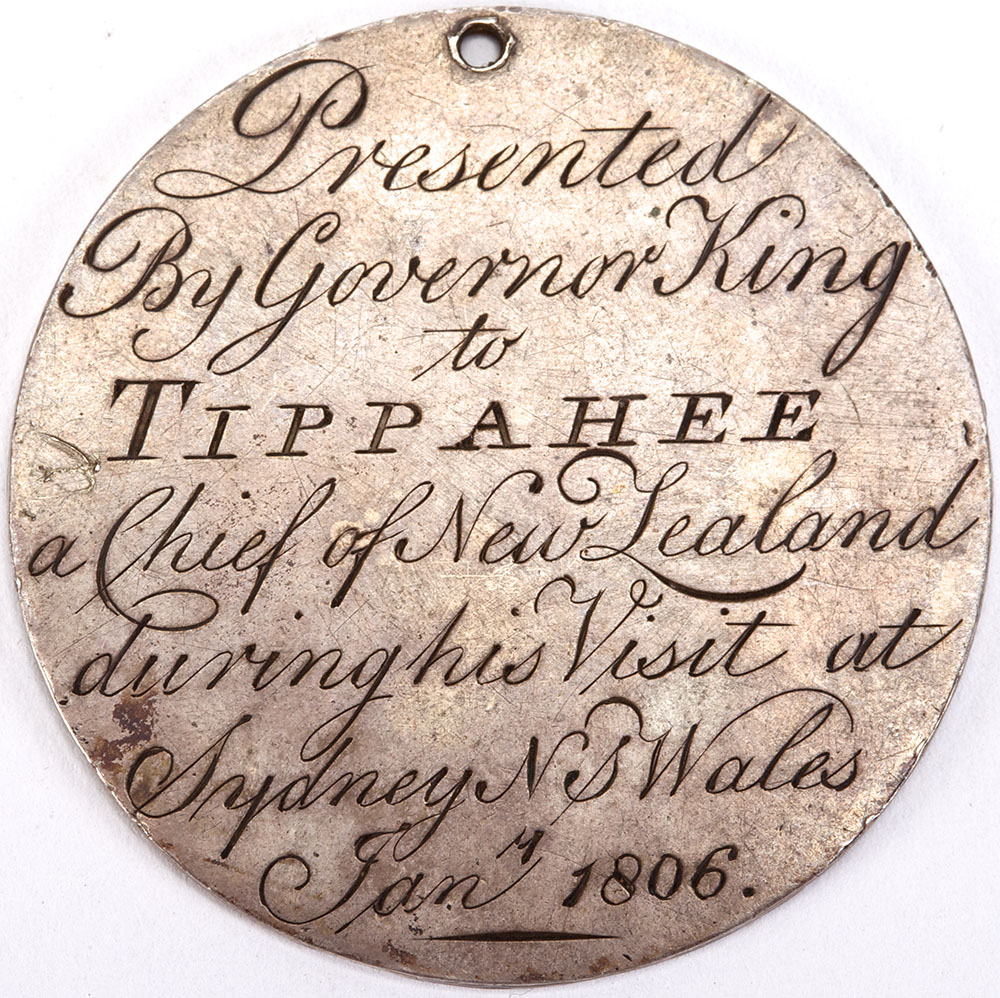 Presented
By Governor King
to
TIPPAHEE
a Chief of New Zealand
during his Visit at
Sydney N S Wales
Jany 1806.